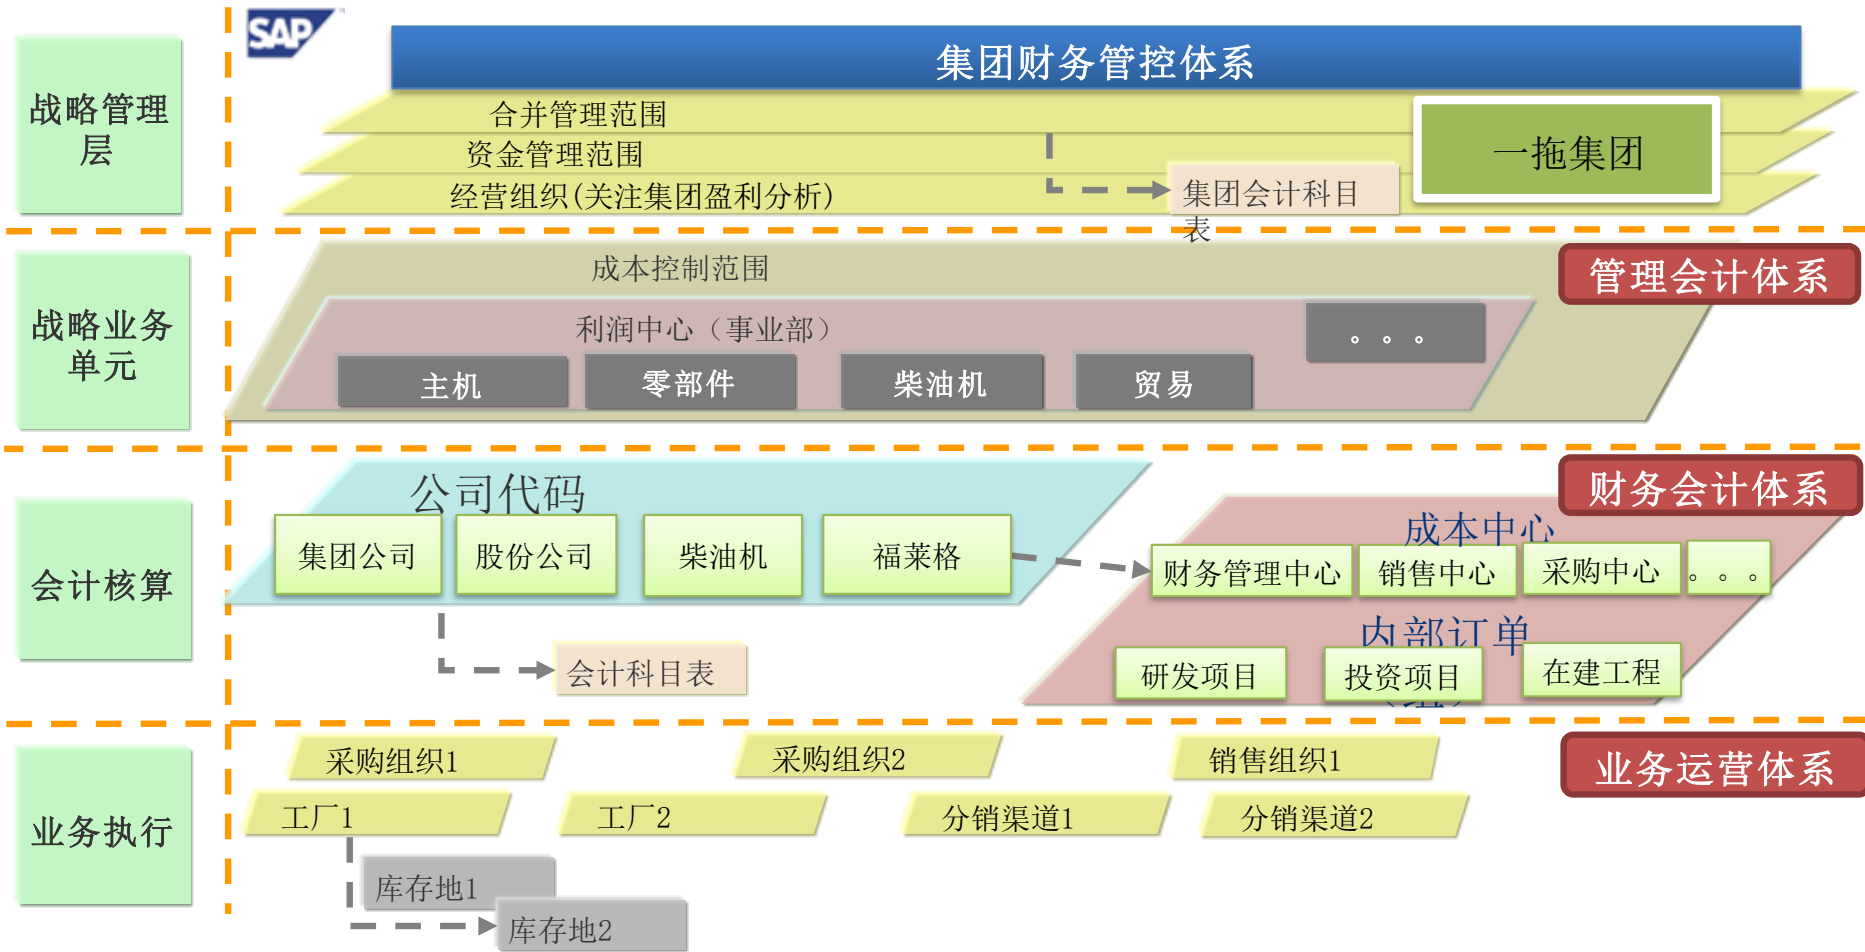 SAP
集团财务管控体系
战略管理
层
合并管理范围
资金管理范围
经营组织(关注集团盈利分析)
一拖集团
集团会计科目
表
管理会计体系
成本控制范围
战略业务
单元
利润中心（事业部）
。。。
主机
零部件
柴油机
贸易
财务会计体系
公司代码
成本中心
集团公司
股份公司
柴油机
福莱格
财务管理中心
销售中心
采购中心
。。。
会计核算
内部订单
会计科目表
研发项目
投资项目
在建工程
业务运营体系
采购组织1
采购组织2
销售组织1
工厂1
工厂2
分销渠道1
分销渠道2
业务执行
库存地1
库存地2